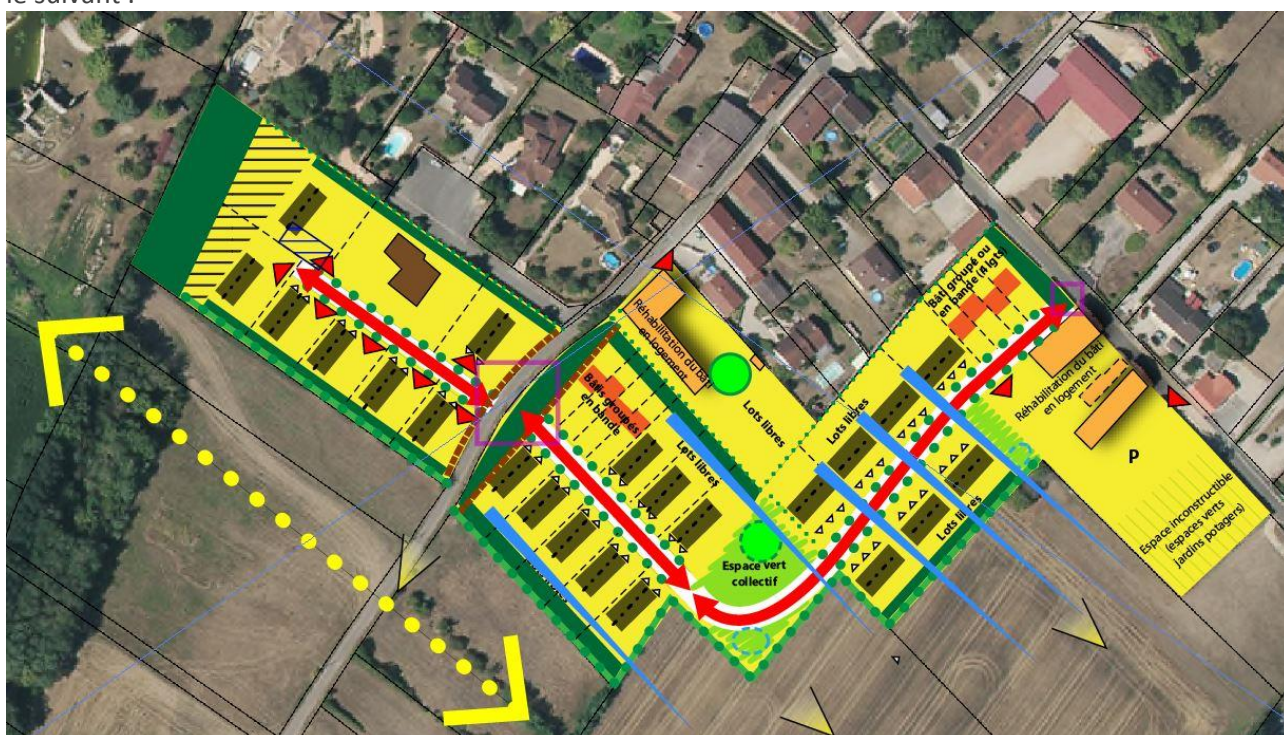 le suivant :
Bâti groupé ou
en bande (4 lgts)
Réhabilitation du bâti
en logement
Réhabilitation du bâti
en logement
Lots libres
Lots libres
Bâtis groupés
en bande
Lots libres
P
Lots libres
Espace inconstructible
(espaces verts
jardins potagers)
Espace vert
collectif